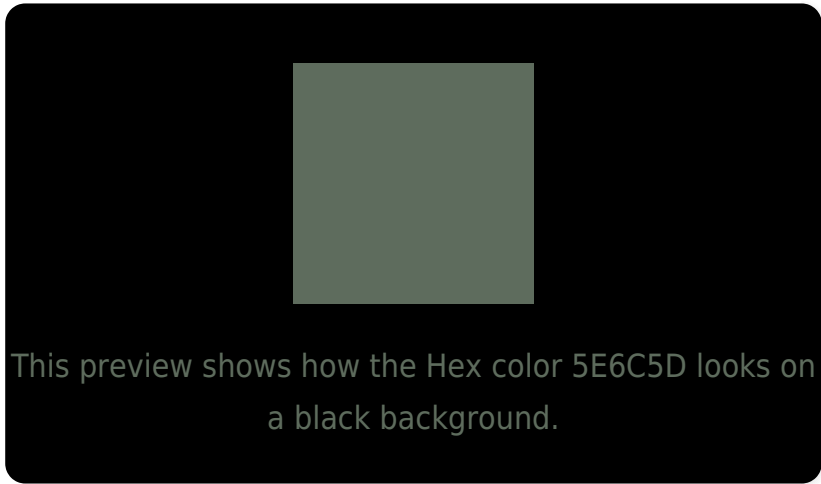 This preview shows how the Hex color 5E6C5D looks on
a black background.